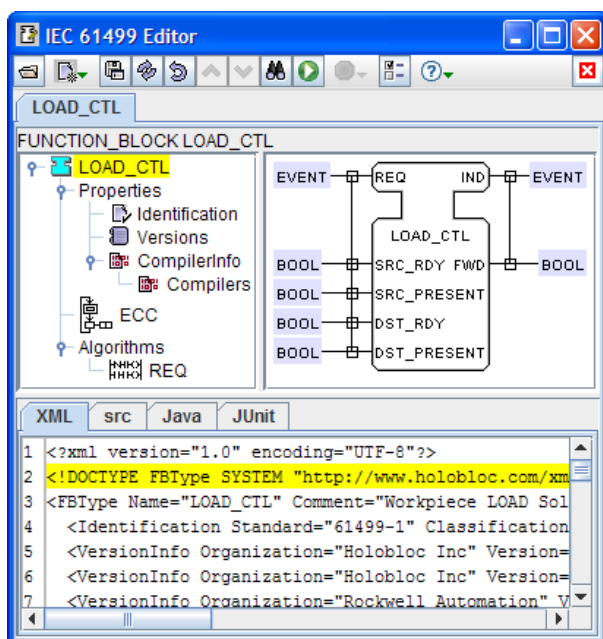 IEC 61499 Editor
LOAD_CTL
FUNCTION_BLOCK LOAD_CTL
LOAD_CTL
Properties
Identification
Versions
CompilerInfo
Compilers
ECC
Algorithms
REQ
EVENT REQ IND EVENT
LOAD_CTL
BOOL SRC_RDY FWD BOOL
BOOL SRC_PRESENT
BOOL DST_RDY
BOOL DST_PRESENT
XML src Java JUnit
1 <?xml version="1.0" encoding="UTF-8"?>
2 <!DOCTYPE FBType SYSTEM "http://www.holobloc.com/xm
3 <FBType Name="LOAD_CTL" Comment="Workpiece LOAD Sol
4 <Identification Standard="61499-1" Classification
5 <VersionInfo Organization="Holobloc Inc" Version=
6 <VersionInfo Organization="Holobloc Inc" Version=
7 <VersionInfo Organization="Rockwell Automation" V